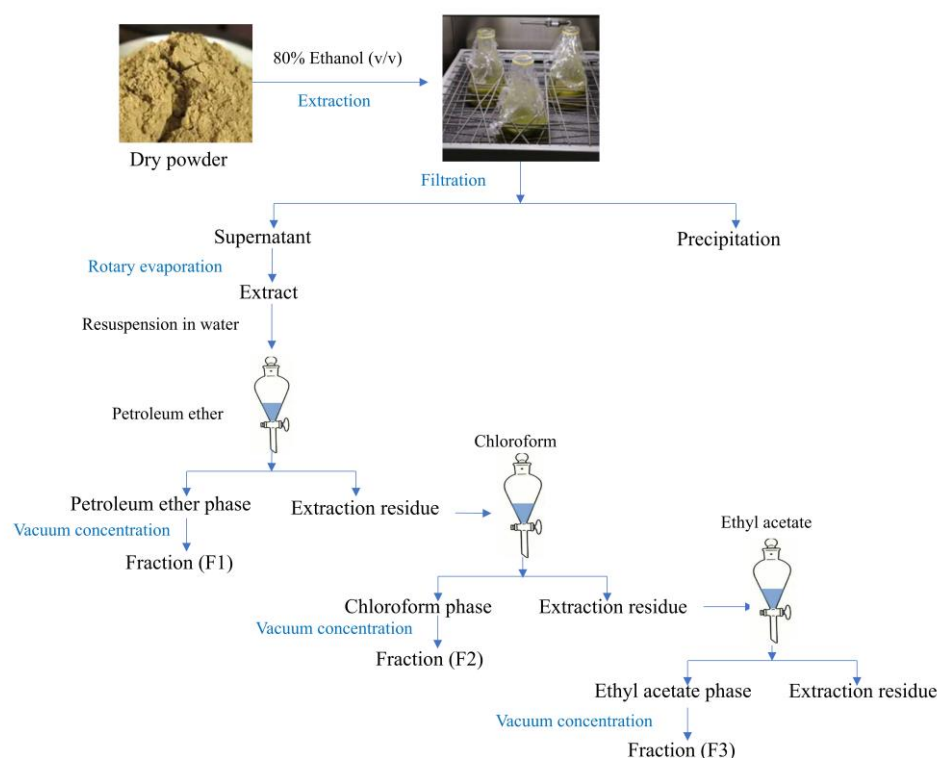 80% Ethanol (v/v)
Extraction
Dry powder
Filtration
Supernatant
Precipitation
Rotary evaporation
Extract
Resuspension in water
Petroleum ether
Chloroform
Petroleum ether phase
Extraction residue
Vacuum concentration
Ethyl acetate
Fraction (F1)
Chloroform phase
Extraction residue
Vacuum concentration
Fraction (F2)
Ethyl acetate phase
Extraction residue
Vacuum concentration
Fraction (F3)